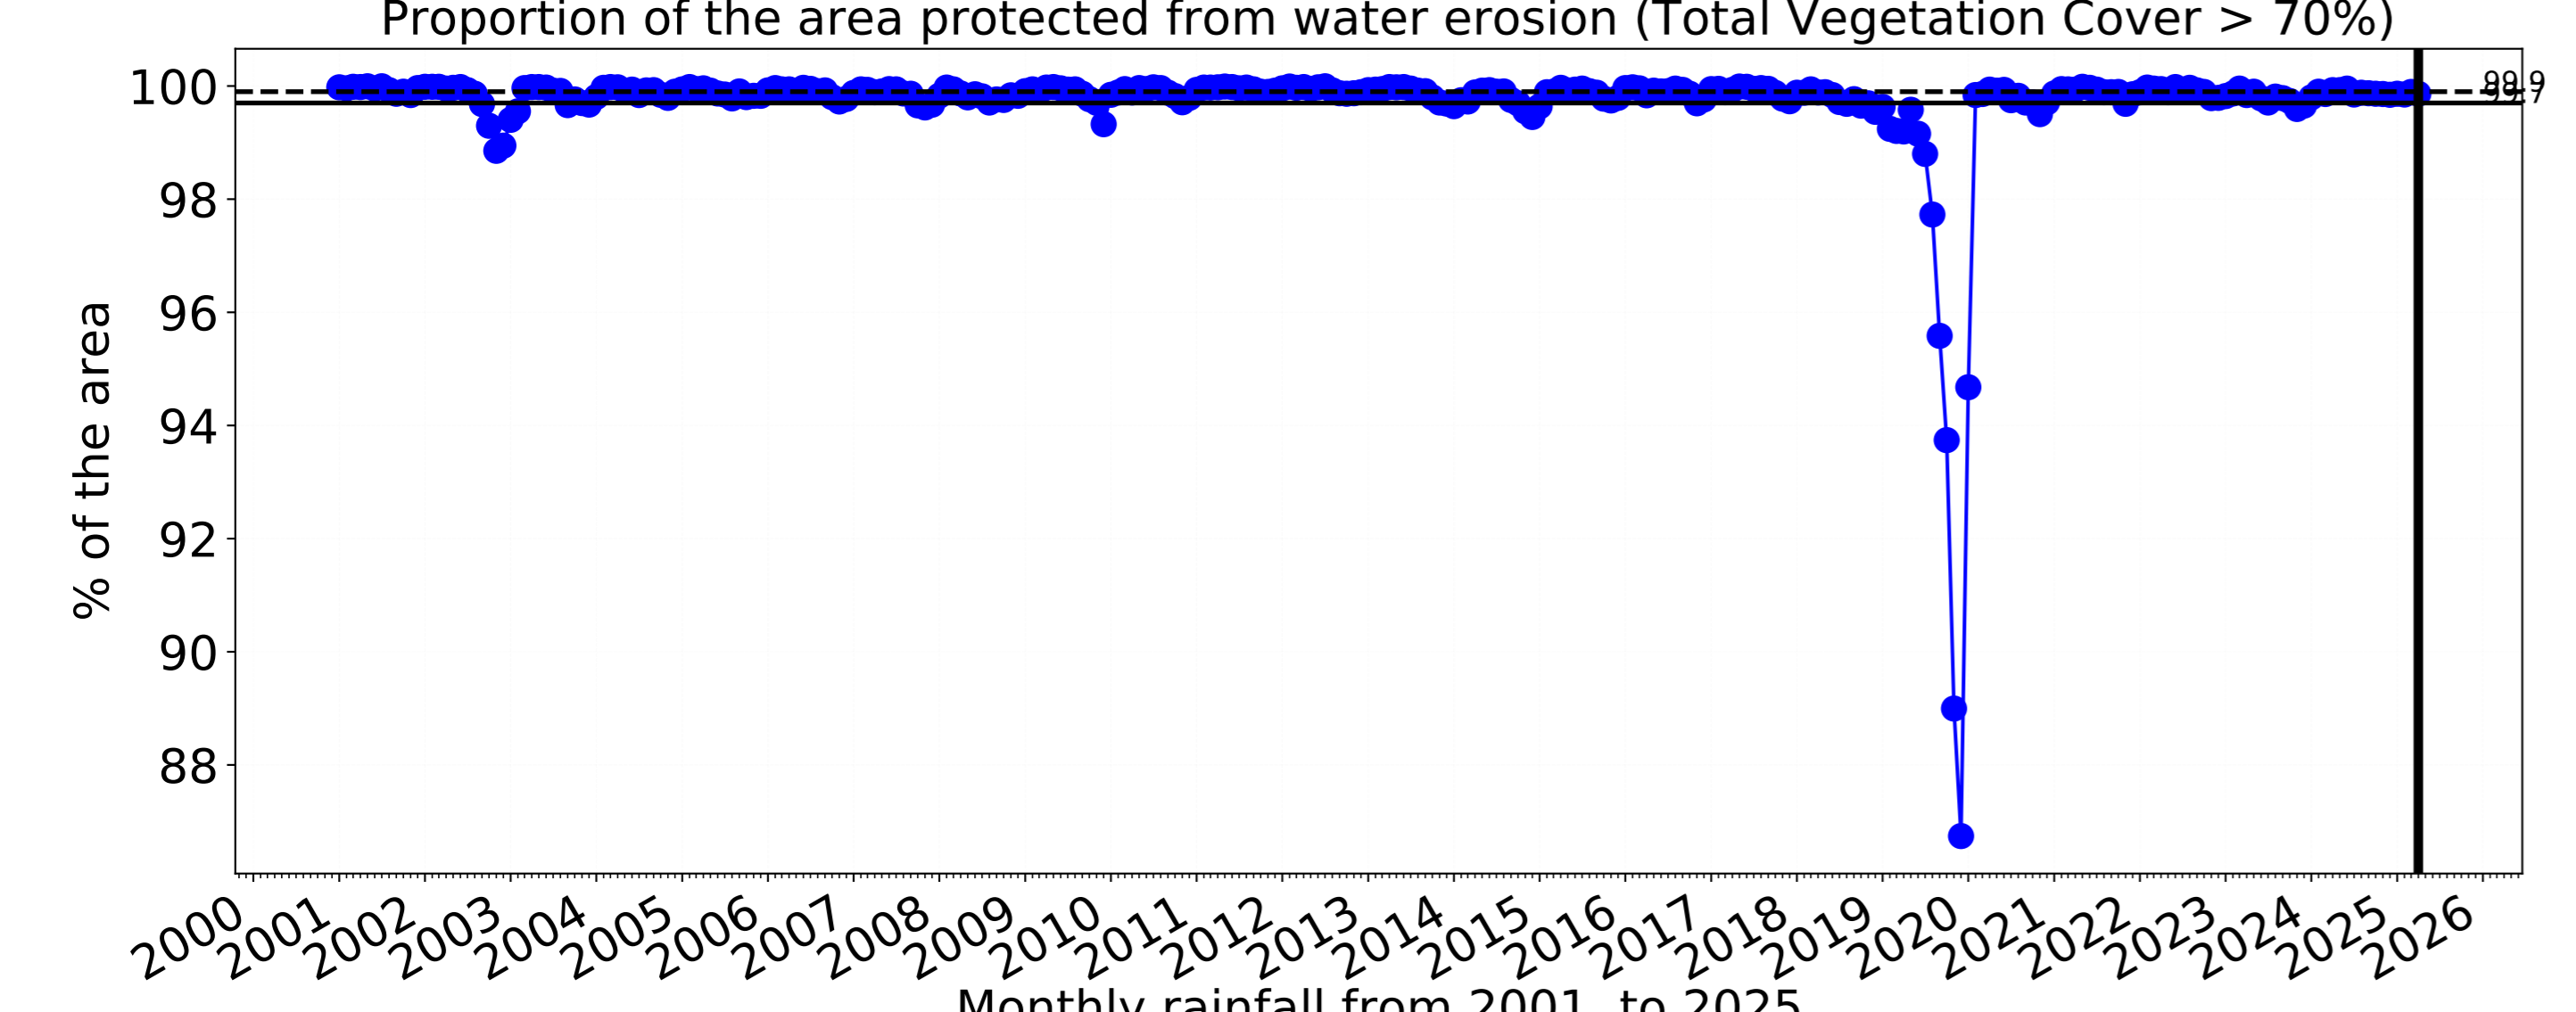 Proportion of the area protected from water erosion (Total Vegetation Cover > 70%)
% of the area
100
98
96
94
92
90
88
99.9
99.7
2000 2001 2002 2003 2004 2005 2006 2007 2008 2009 2010 2011 2012 2013 2014 2015 2016 2017 2018 2019 2020 2021 2022 2023 2024 2025 2026
Monthly rainfall from 2001 to 2025